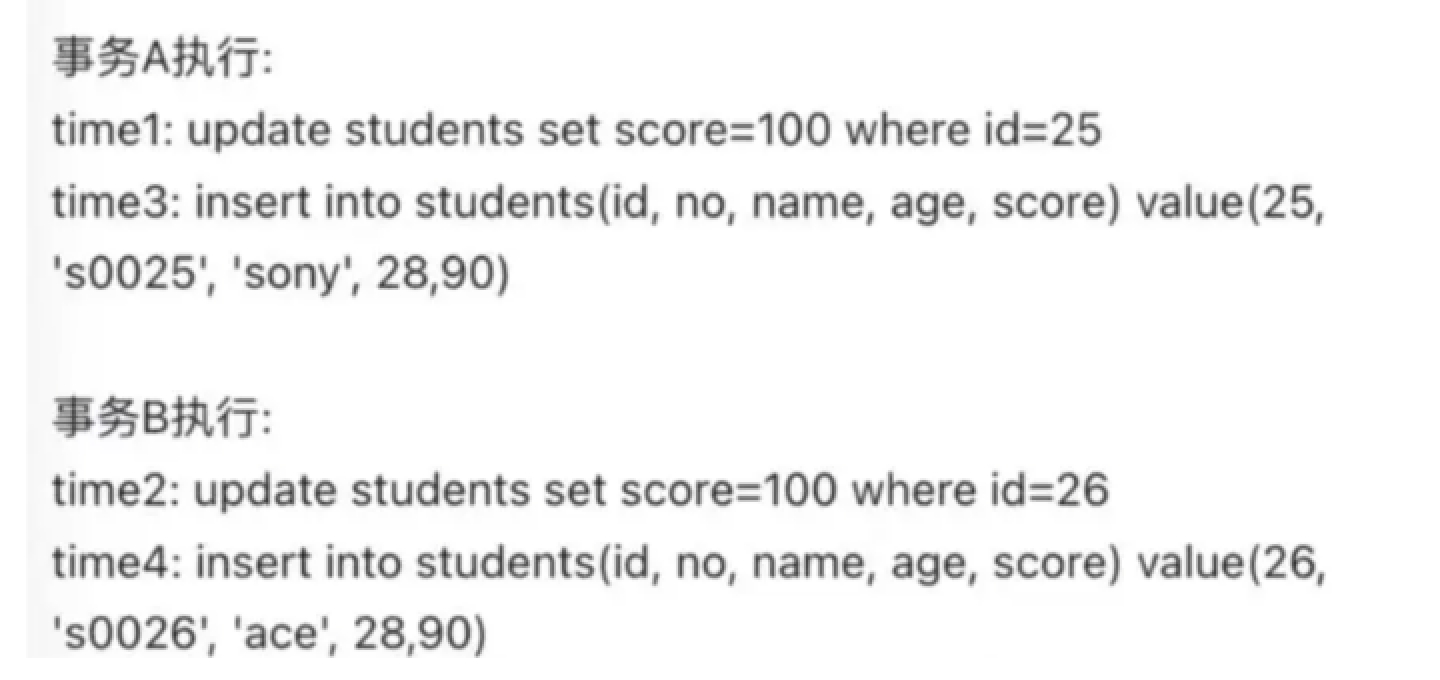 事务A执行:
time1: update students set score=100 where id=25
time3: insert into students(id, no, name, age, score) value(25,
's0025', 'sony', 28,90)
事务B执行:
time2: update students set score=100 where id=26
time4: insert into students(id, no, name, age, score) value(26,
's0026', 'ace', 28,90)